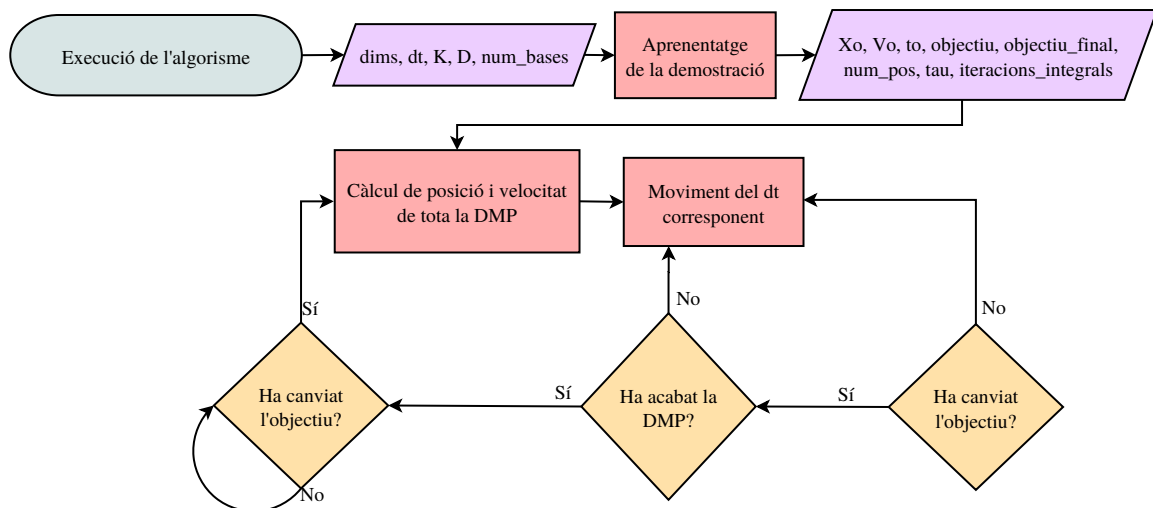 Execució de l'algorisme
dims, dt, K, D, num_bases
Aprenentatge
de la demostració
Xo, Vo, to, objectiu, objectiu_final,
num_pos, tau, iteracions_integrals
Càlcul de posició i velocitat
de tota la DMP
Moviment del dt
corresponent
Sí
No
No
Ha canviat
l'objectiu?
Sí
Ha acabat la
DMP?
Sí
Ha canviat
l'objectiu?
No